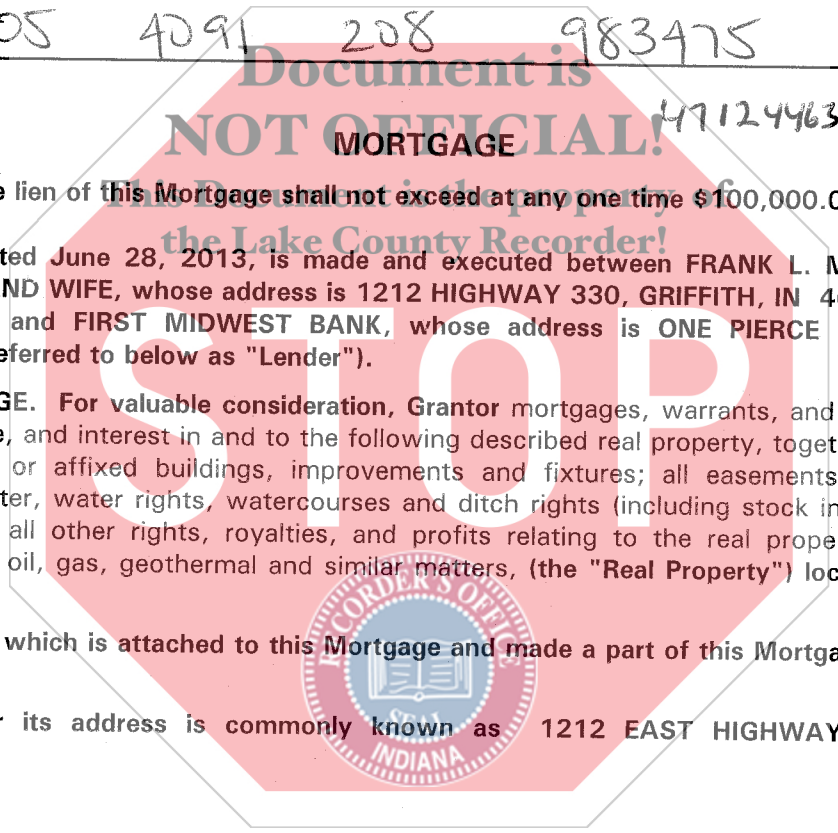 05 4091 208 983475
47124463
Document is
NOT OFFICIAL!
MORTGAGE
This Document is the property of
lien of this Mortgage shall not exceed at any one time $100,000.0
the Lake County Recorder!
ted June 28, 2013, is made and executed between FRANK L. M
ND WIFE, whose address is 1212 HIGHWAY 330, GRIFFITH, IN 4
and FIRST MIDWEST BANK, whose address is ONE PIERCE
eferred to below as "Lender").
STOP
GE. For valuable consideration, Grantor mortgages, warrants, and
e, and interest in and to the following described real property, toget
or affixed buildings, improvements and fixtures; all easements
ter, water rights, watercourses and ditch rights (including stock in
all other rights, royalties, and profits relating to the real prope
oil, gas, geothermal and similar matters, (the "Real Property") loc
RECORDER'S OFFICE
which is attached to this Mortgage and made a part of this Mortga
SEAL
r its address is commonly known as 1212 EAST HIGHWAY
INDIANA